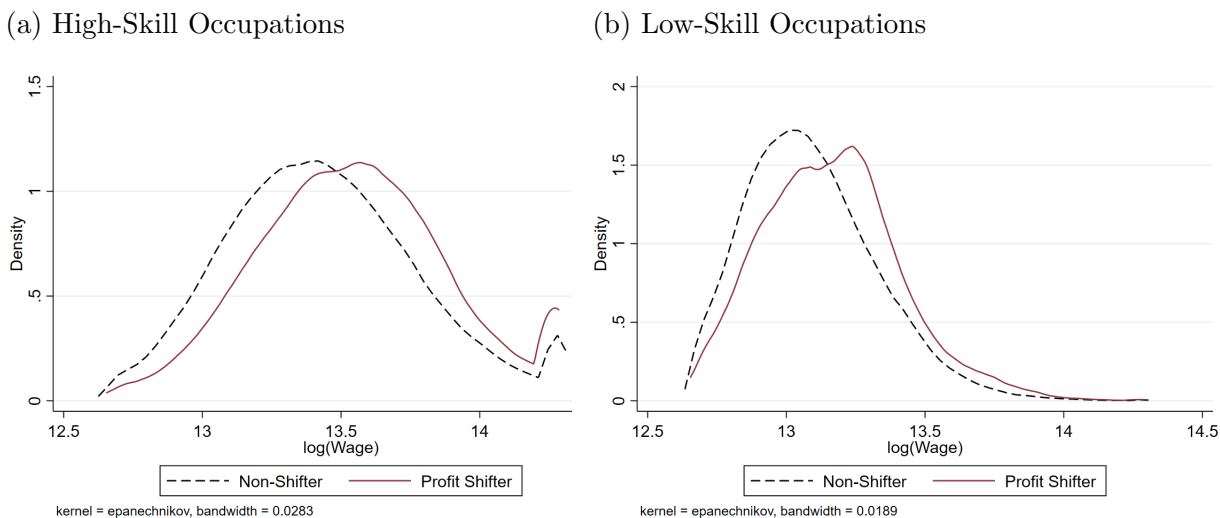 (a) High-Skill Occupations
1.5
1
.5
0
Density
12.5 13 13.5 14
log(Wage)
Non-Shifter Profit Shifter
kernel = epanechnikov, bandwidth = 0.0283
(b) Low-Skill Occupations
2
1.5
1
.5
0
Density
12.5 13 13.5 14 14.5
log(Wage)
Non-Shifter Profit Shifter
kernel = epanechnikov, bandwidth = 0.0189